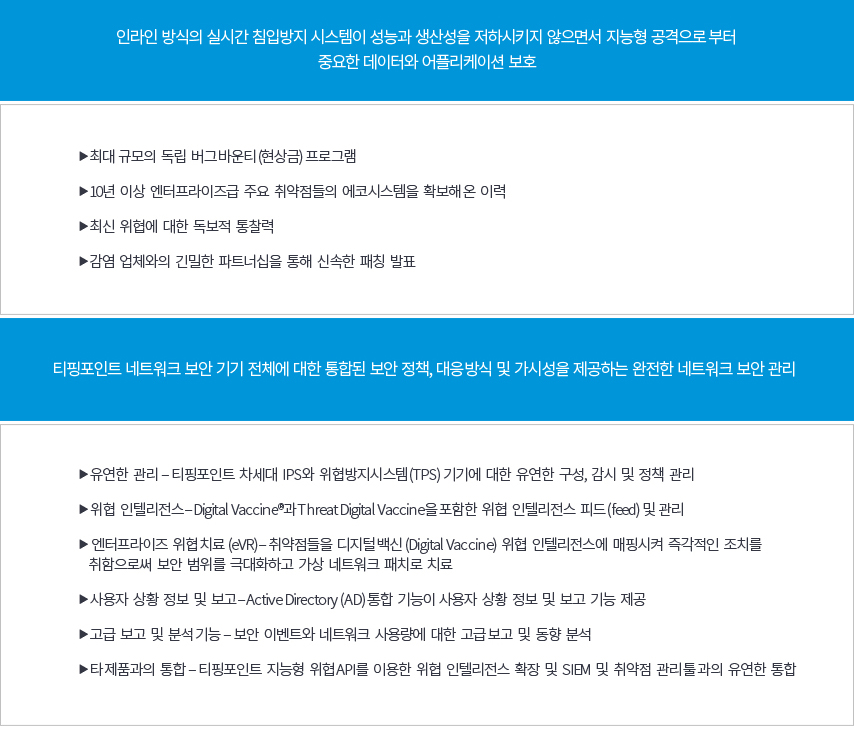 인라인 방식의 실시간 침입방지 시스템이 성능과 생산성을 저하시키지 않으면서 지능형 공격으로 부터
중요한 데이터와 어플리케이션 보호
▶최대 규모의 독립 버그바운티(현상금) 프로그램
▶10년 이상 엔터프라이즈급 주요 취약점들의 에코시스템을 확보해온 이력
▶최신 위협에 대한 독보적 통찰력
▶감염 업체와의 긴밀한 파트너십을 통해 신속한 패칭 발표
티핑포인트 네트워크 보안 기기 전체에 대한 통합된 보안 정책, 대응방식 및 가시성을 제공하는 완전한 네트워크 보안 관리
▶유연한 관리 – 티핑포인트 차세대 IPS와 위협방지시스템(TPS) 기기에 대한 유연한 구성, 감시 및 정책 관리
▶위협 인텔리전스 – Digital Vaccine®과 Threat Digital Vaccine을 포함한 위협 인텔리전스 피드(feed) 및 관리
▶ 엔터프라이즈 위협치료 (eVR) – 취약점들을 디지털백신(Digital Vaccine) 위협 인텔리전스에 매핑시켜 즉각적인 조치를
취함으로써 보안 범위를 극대화하고 가상 네트워크 패치로 치료
▶사용자 상황 정보 및 보고 – Active Directory (AD) 통합 기능이 사용자 상황 정보 및 보고 기능 제공
▶고급 보고 및 분석기능 – 보안 이벤트와 네트워크 사용량에 대한 고급보고 및 동향 분석
▶타제품과의 통합 – 티핑포인트 지능형 위협API를 이용한 위협 인텔리전스 확장 및 SIEM 및 취약점 관리툴과의 유연한 통합